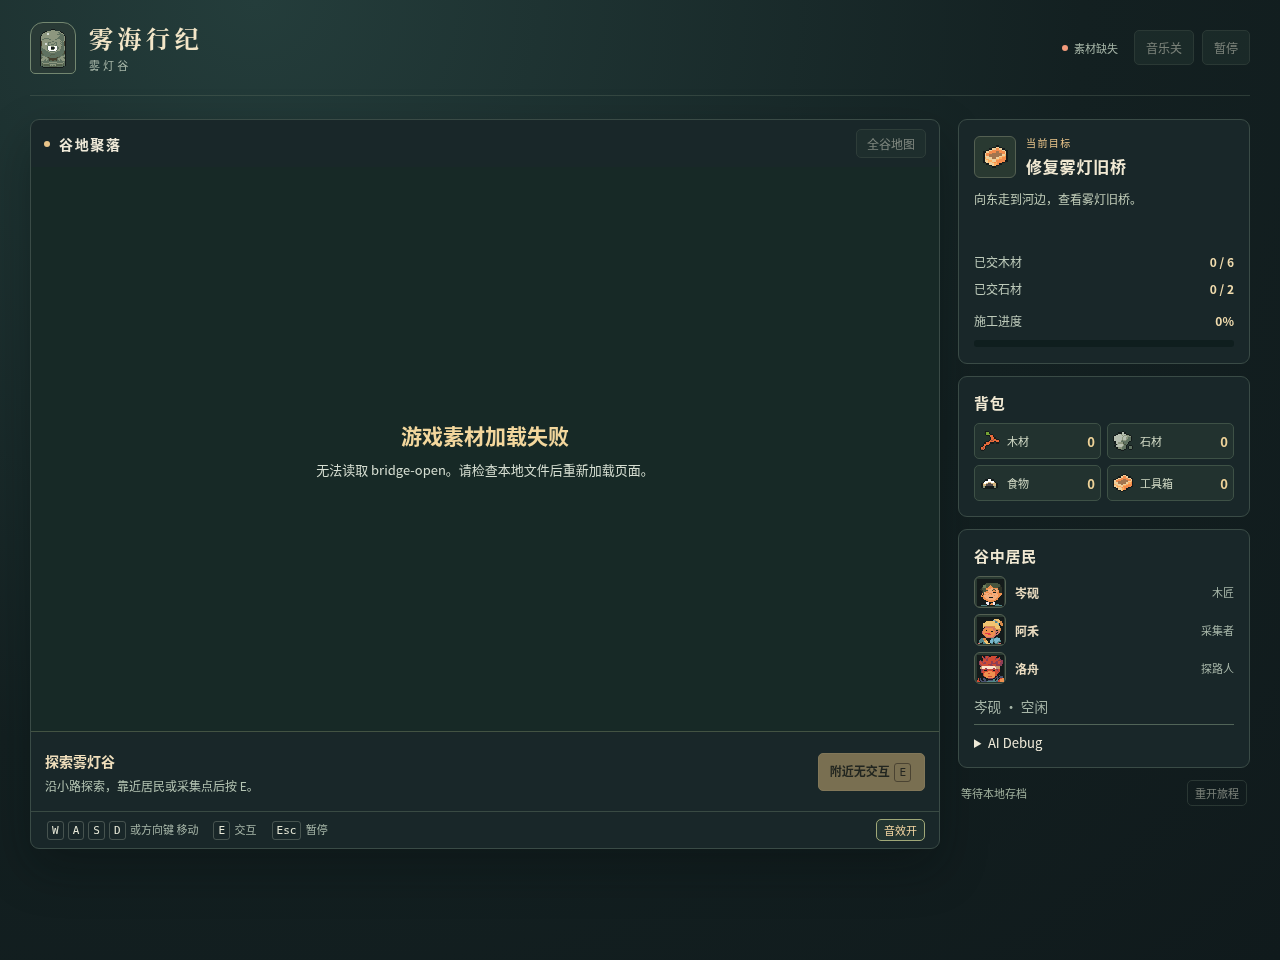 雾海行纪
雾灯谷
素材缺失
音乐关
暂停
谷地聚落
全谷地图
游戏素材加载失败
无法读取 bridge-open。请检查本地文件后重新加载页面。
探索雾灯谷
沿小路探索，靠近居民或采集点后按 E。
附近无交互 E
W A S D 或方向键 移动 E 交互 Esc 暂停
音效开
当前目标
修复雾灯旧桥
向东走到河边，查看雾灯旧桥。
已交木材 0 / 6
已交石材 0 / 2
施工进度 0%
背包
木材 0 石材 0
食物 0 工具箱 0
谷中居民
岑砚 木匠
阿禾 采集者
洛舟 探路人
岑砚 · 空闲
AI Debug
等待本地存档
重开旅程